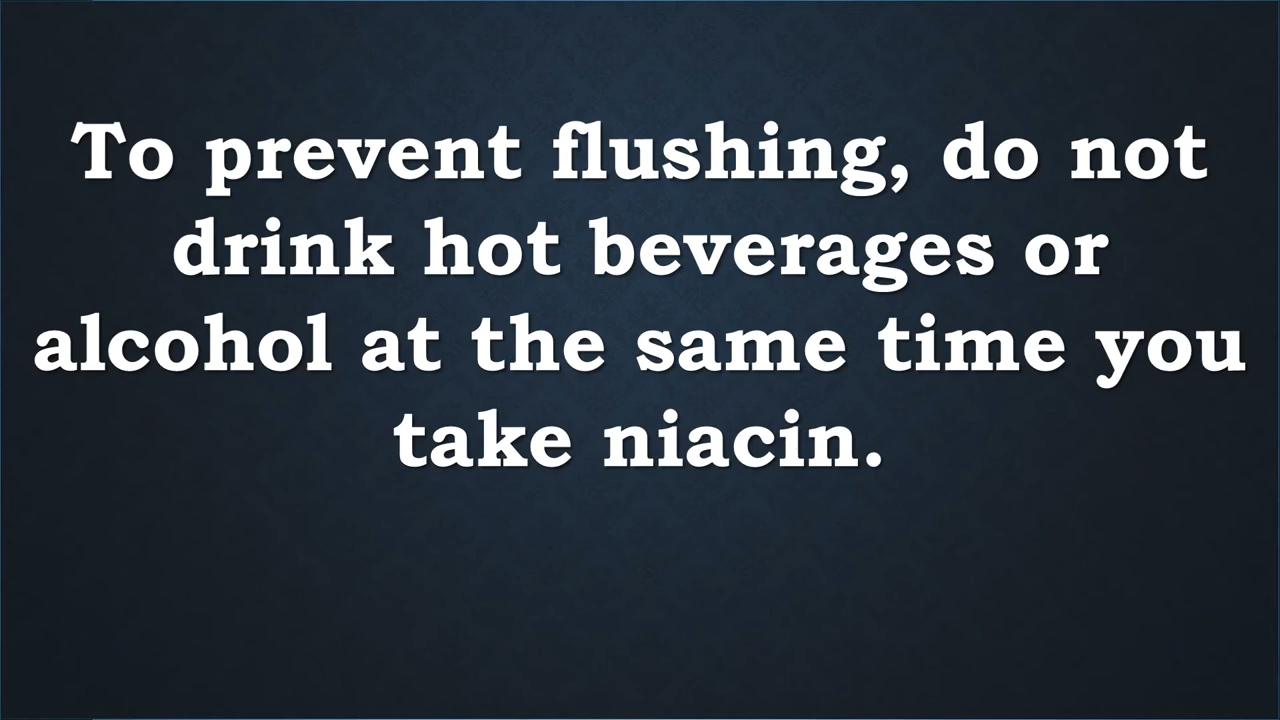 To prevent flushing, do not
drink hot beverages or
alcohol at the same time you
take niacin.